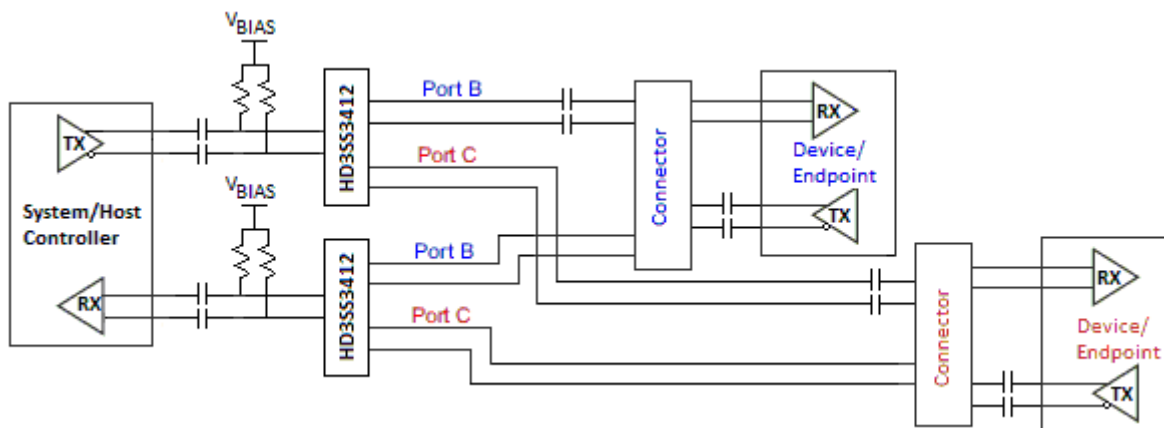 VBIAS
HD3SS3412
Port B
TX
Port C
Connector
RX
Device/
Endpoint
TX
System/Host
Controller
VBIAS
RX
HD3SS3412
Port B
Port C
Connector
RX
Device/
Endpoint
TX